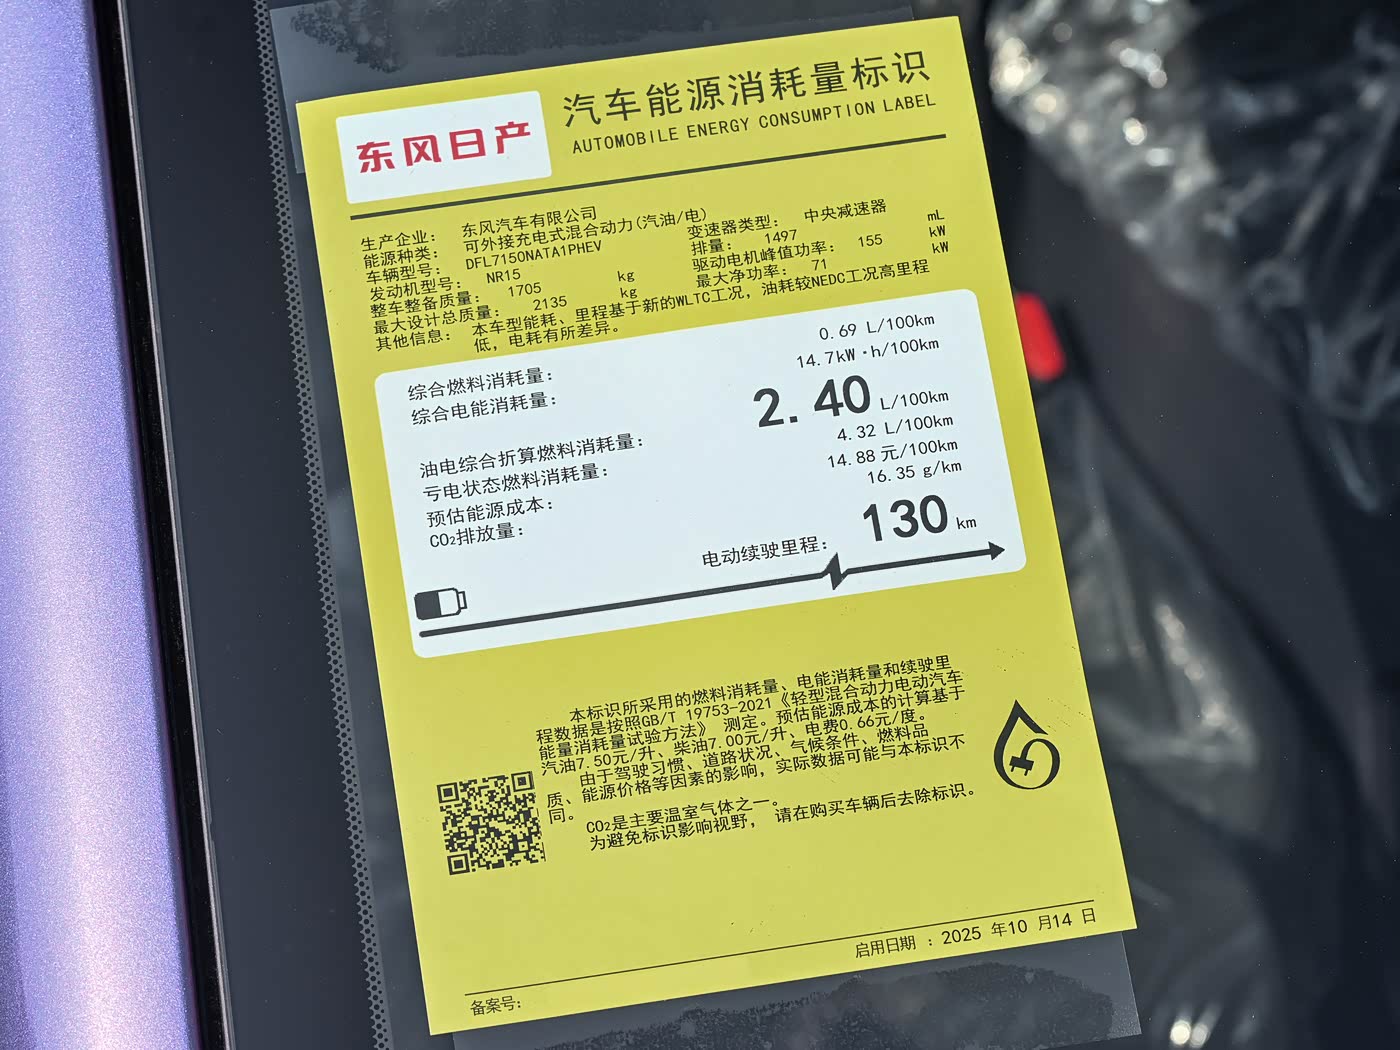 东风日产
汽车能源消耗量标识
AUTOMOBILE ENERGY CONSUMPTION LABEL
生产企业： 东风汽车有限公司
能源种类： 可外接充电式混合动力(汽油/电)
车辆型号： DFL7150NATA1PHEV
发动机型号： NR15
整车整备质量： 1705 kg
最大设计总质量： 2135 kg
变速器类型： 中央减速器
排量： 1497 mL
驱动电机峰值功率： 155 kW
最大净功率： 71 kW
其他信息： 本车型能耗、里程基于新的WLTC工况，油耗较NEDC工况高里程
低，电耗有所差异。
综合燃料消耗量： 0.69 L/100km
综合电能消耗量： 14.7kW·h/100km
油电综合折算燃料消耗量： 2.40 L/100km
亏电状态燃料消耗量： 4.32 L/100km
预估能源成本： 14.88 元/100km
CO₂排放量： 16.35 g/km
电动续驶里程： 130 km
本标识所采用的燃料消耗量、电能消耗量和续驶里
程数据是按照GB/T 19753-2021《轻型混合动力电动汽车
能量消耗量试验方法》 测定。预估能源成本的计算基于
汽油7.50元/升、柴油7.00元/升、电费0.66元/度。
由于驾驶习惯、道路状况、气候条件、燃料品
质、能源价格等因素的影响，实际数据可能与本标识不
同。
CO₂是主要温室气体之一。
为避免标识影响视野， 请在购买车辆后去除标识。
启用日期 ：2025 年10 月14 日
备案号：